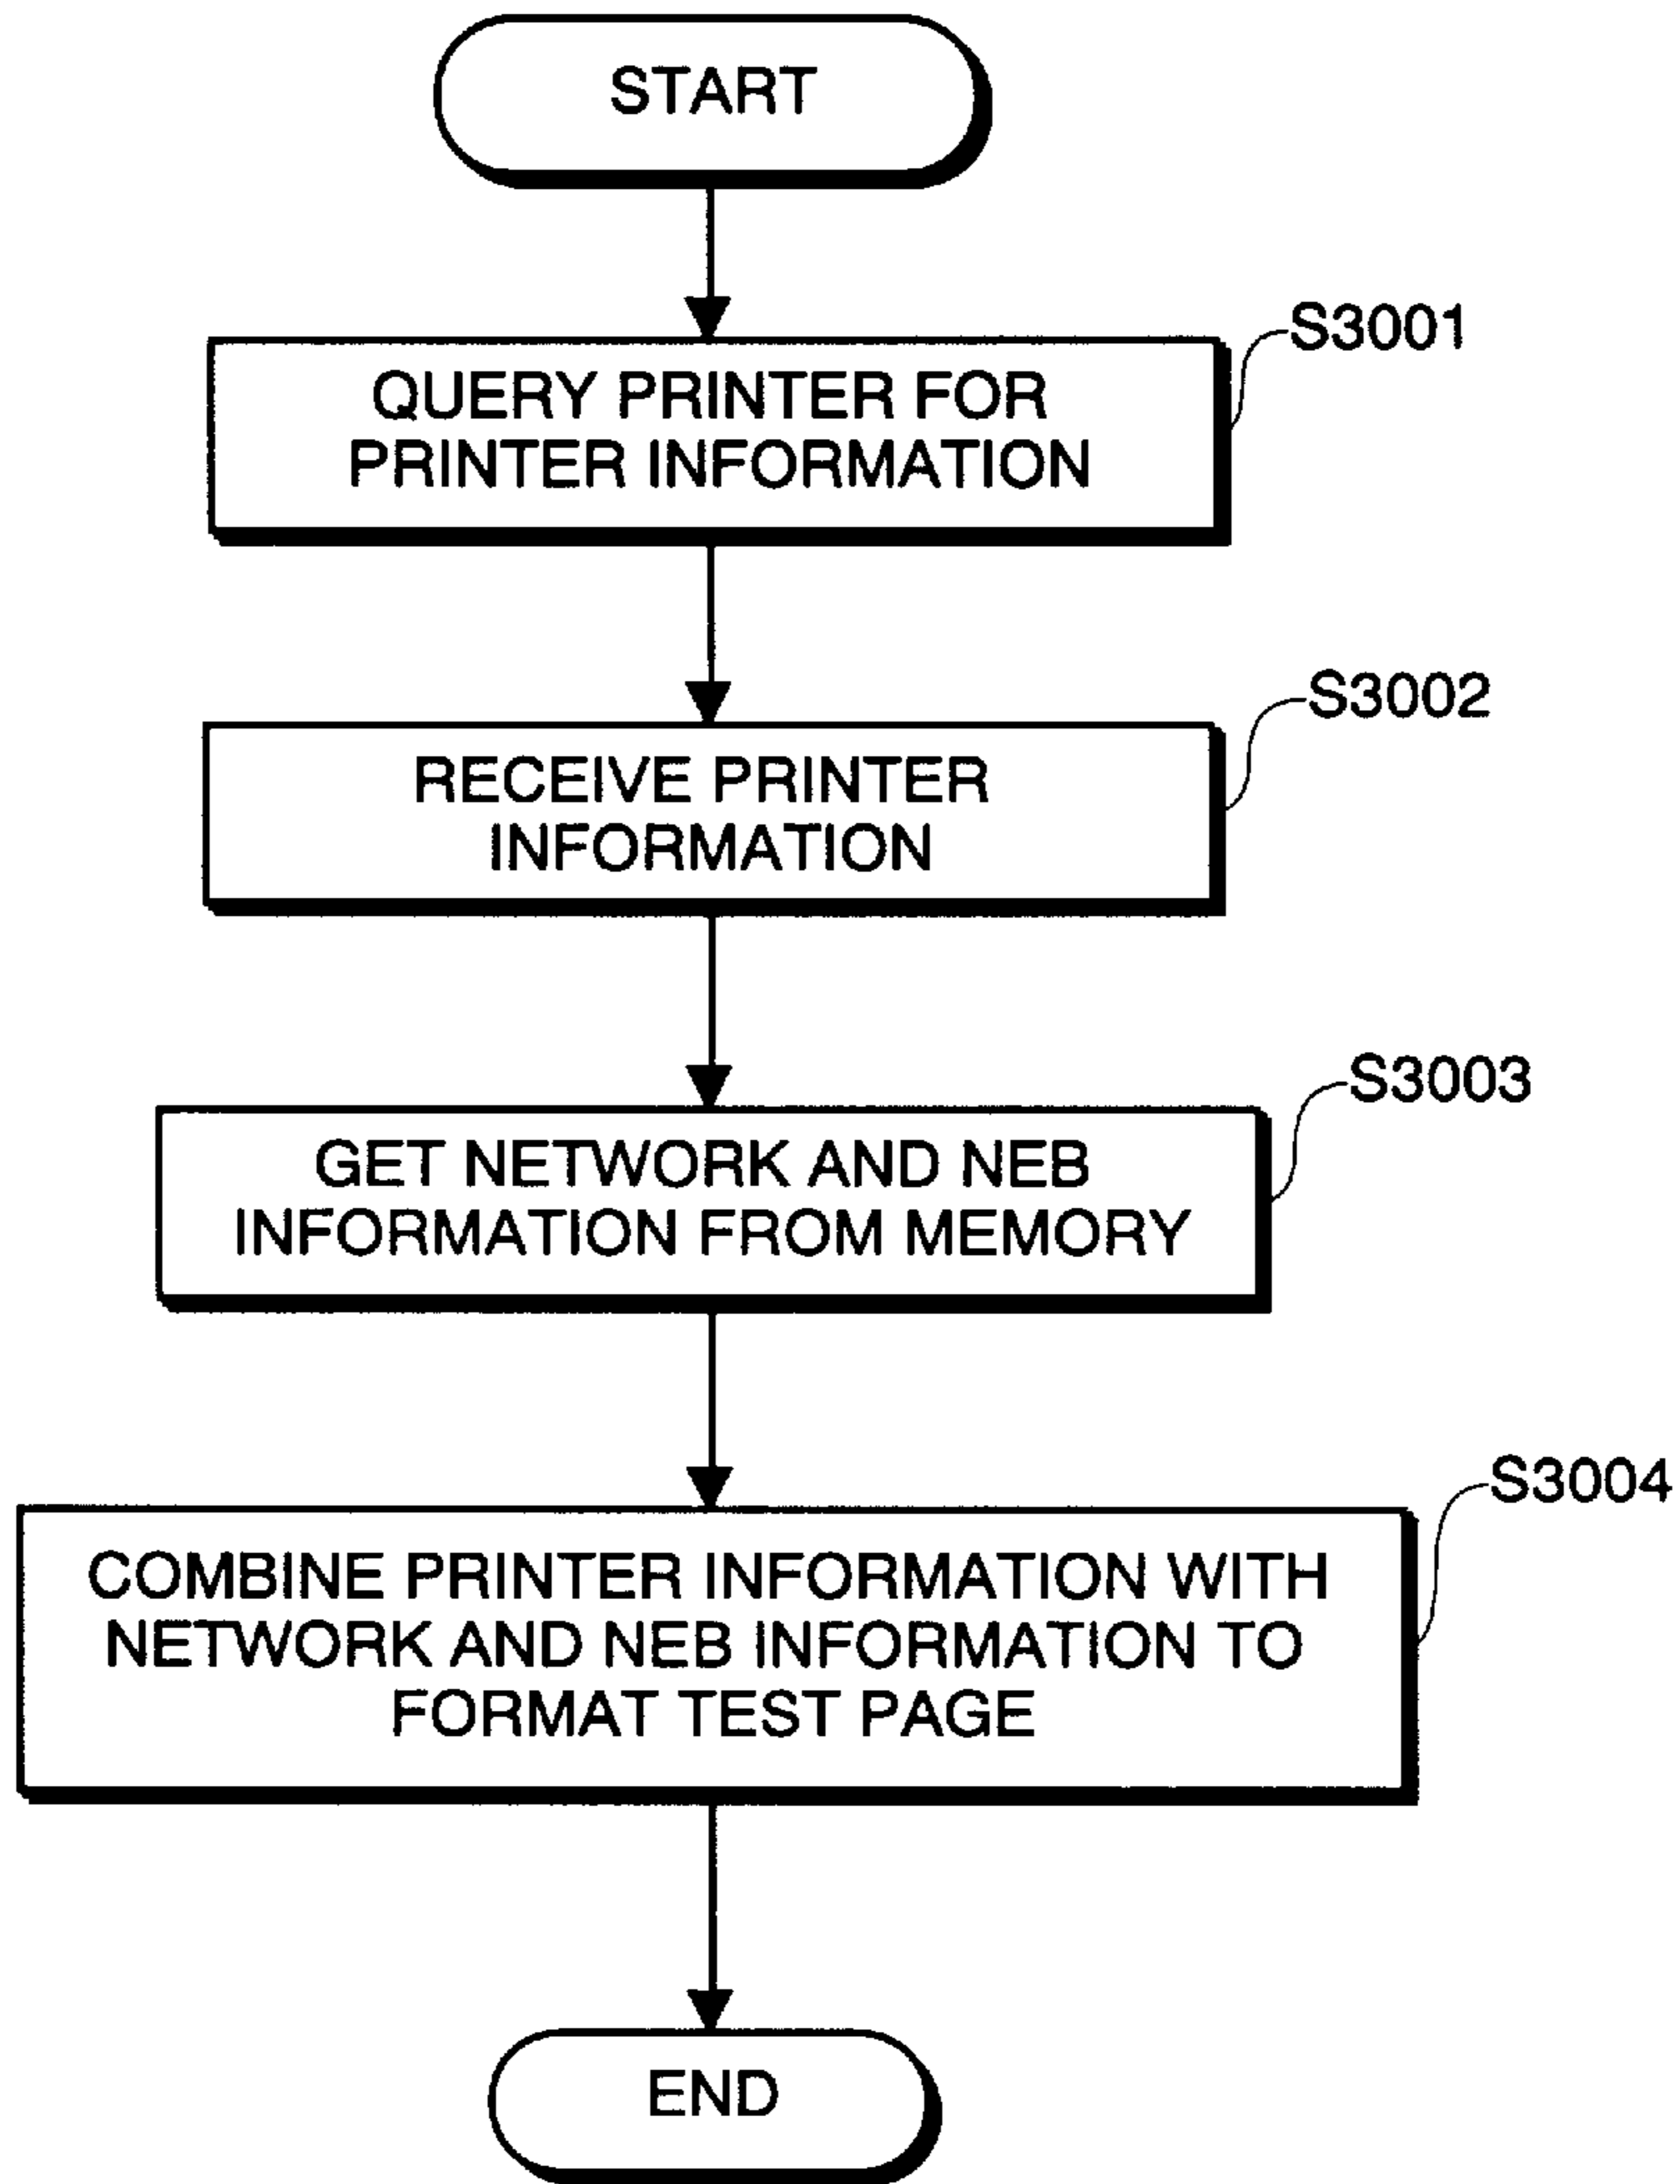 START
S3001
QUERY PRINTER FOR
PRINTER INFORMATION
S3002
RECEIVE PRINTER
INFORMATION
S3003
GET NETWORK AND NEB
INFORMATION FROM MEMORY
S3004
COMBINE PRINTER INFORMATION WITH
NETWORK AND NEB INFORMATION TO
FORMAT TEST PAGE
END